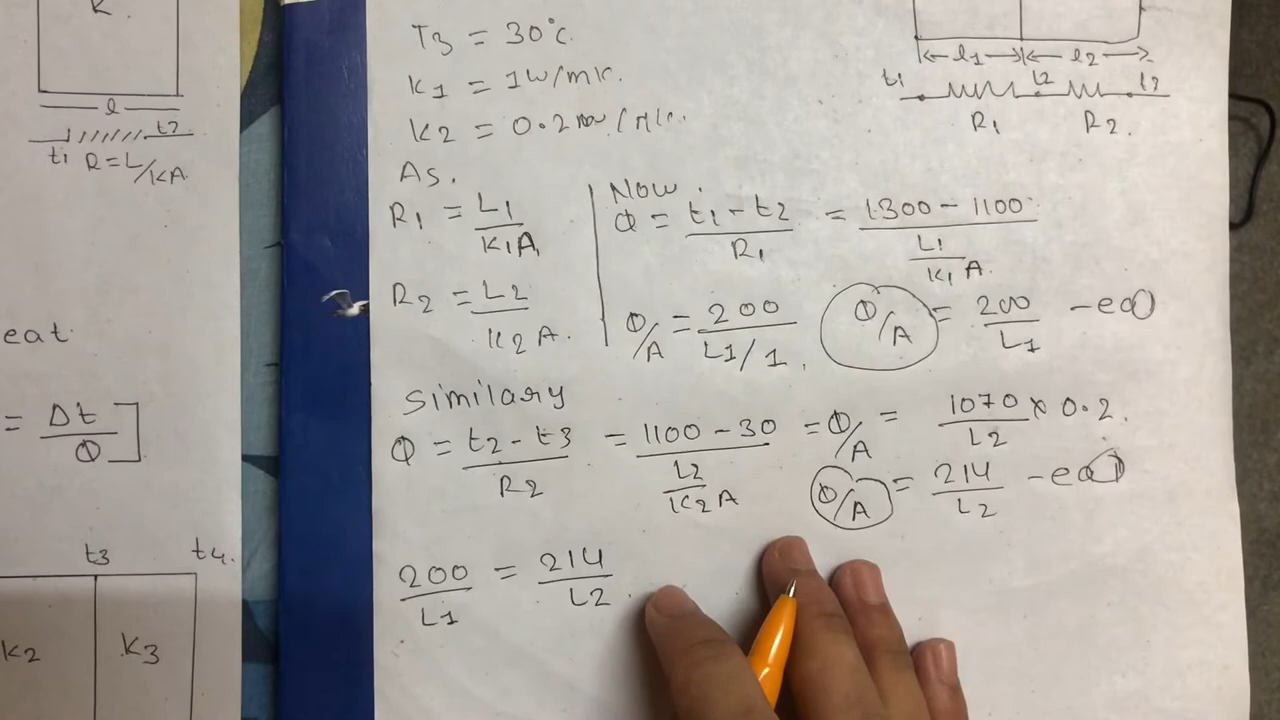 K
l
t2
t1 R=L/KA.
eat
= Δt/Φ ]
t3 t4.
K2 K3
T3 = 30°c.
K1 = 1W/mk.
K2 = 0.2
l1 l2
t1 t2 t3
R1 R2.
As.
R1 = L1/K1A
R2 = L2/K2A.
Now.
Φ = t1-t2/R1 = 1300-1100/L1/K1A.
Φ/A = 200/L1/1. Φ/A = 200/L1 - eq 1
Similary
Φ = t2-t3/R2 = 1100-30/L2/K2A = Φ/A = 1070/L2 x 0.2.
Φ/A = 214/L2 - eq
200/L1 = 214/L2.